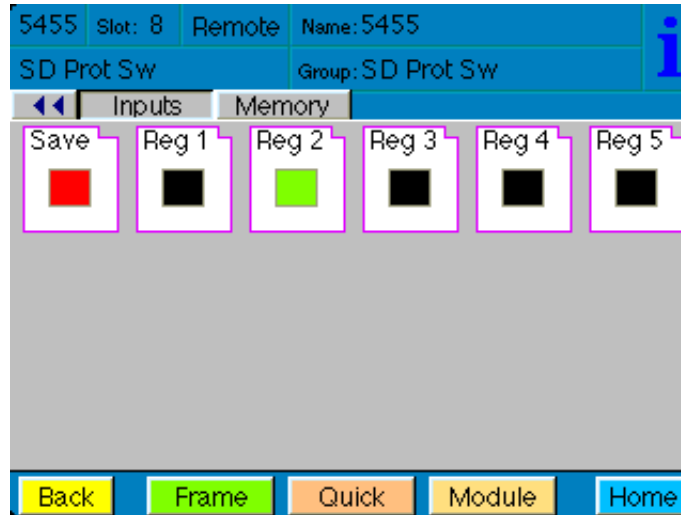 5455 Slot: 8 Remote Name:5455
SD Prot Sw Group:SD Prot Sw
i
Inputs Memory
Save Reg 1 Reg 2 Reg 3 Reg 4 Reg 5
Back Frame Quick Module Home